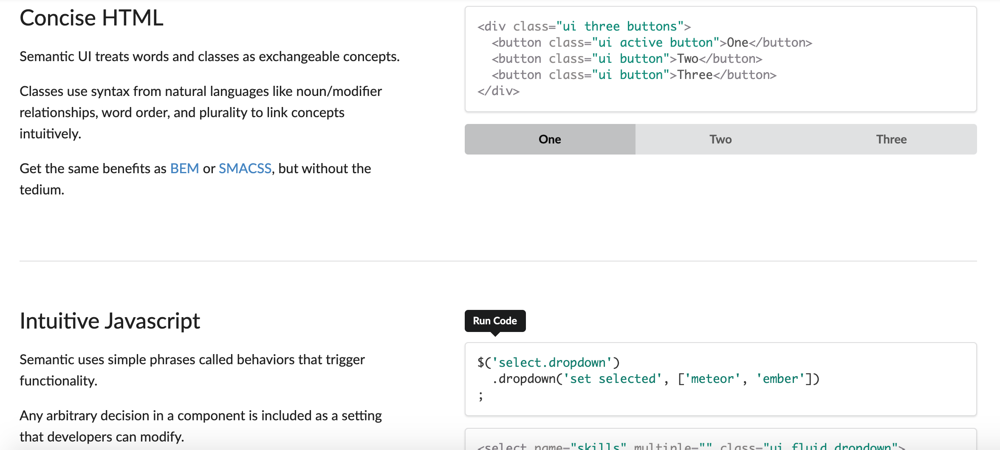 Concise HTML
Semantic UI treats words and classes as exchangeable concepts.
Classes use syntax from natural languages like noun/modifier
relationships, word order, and plurality to link concepts
intuitively.
Get the same benefits as BEM or SMACSS, but without the
tedium.
<div class="ui three buttons">
  <button class="ui active button">One</button>
  <button class="ui button">Two</button>
  <button class="ui button">Three</button>
</div>
One Two Three
Intuitive Javascript
Semantic uses simple phrases called behaviors that trigger
functionality.
Any arbitrary decision in a component is included as a setting
that developers can modify.
Run Code
$('select.dropdown')
  .dropdown('set selected', ['meteor', 'ember'])
;
<select name="skills" multiple="" class="ui fluid dropdown">